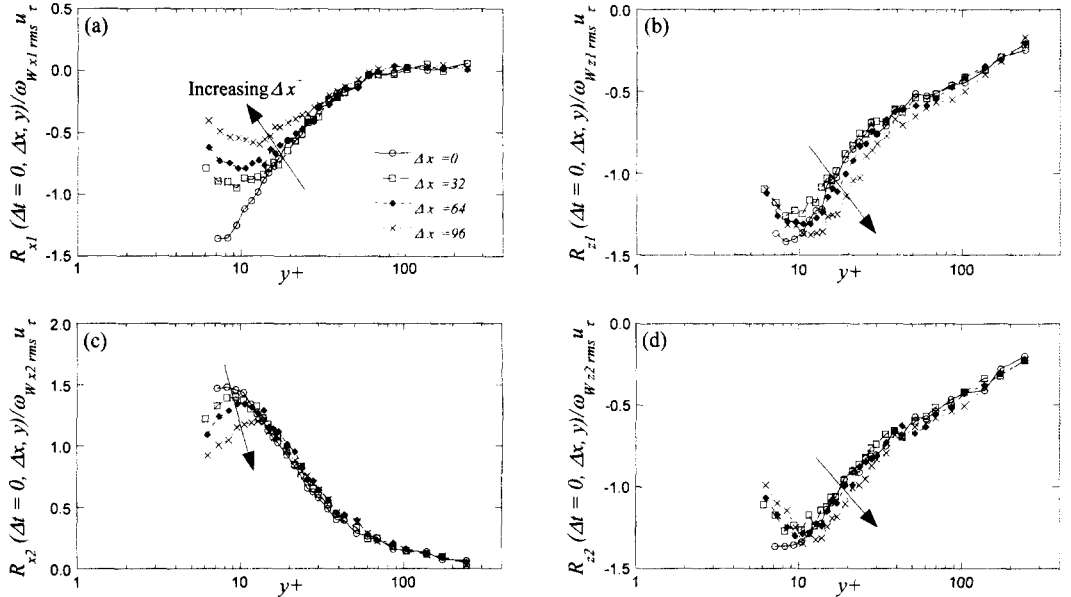 (a)
R x1 (Δt = 0, Δx, y)/ω W x1 rms u τ
0.5
0.0
-0.5
-1.0
-1.5
Increasing Δx
Δx =0
Δx =32
Δx =64
Δx =96
1 10 100
y+
(b)
R z1 (Δt = 0, Δx, y)/ω W z1 rms u τ
0.0
-0.5
-1.0
-1.5
1 10 100
y+
(c)
R x2 (Δt = 0, Δx, y)/ω W x2 rms u τ
2.0
1.5
1.0
0.5
0.0
1 10 100
y+
(d)
R z2 (Δt = 0, Δx, y)/ω W z2 rms u τ
0.0
-0.5
-1.0
-1.5
1 10 100
y+